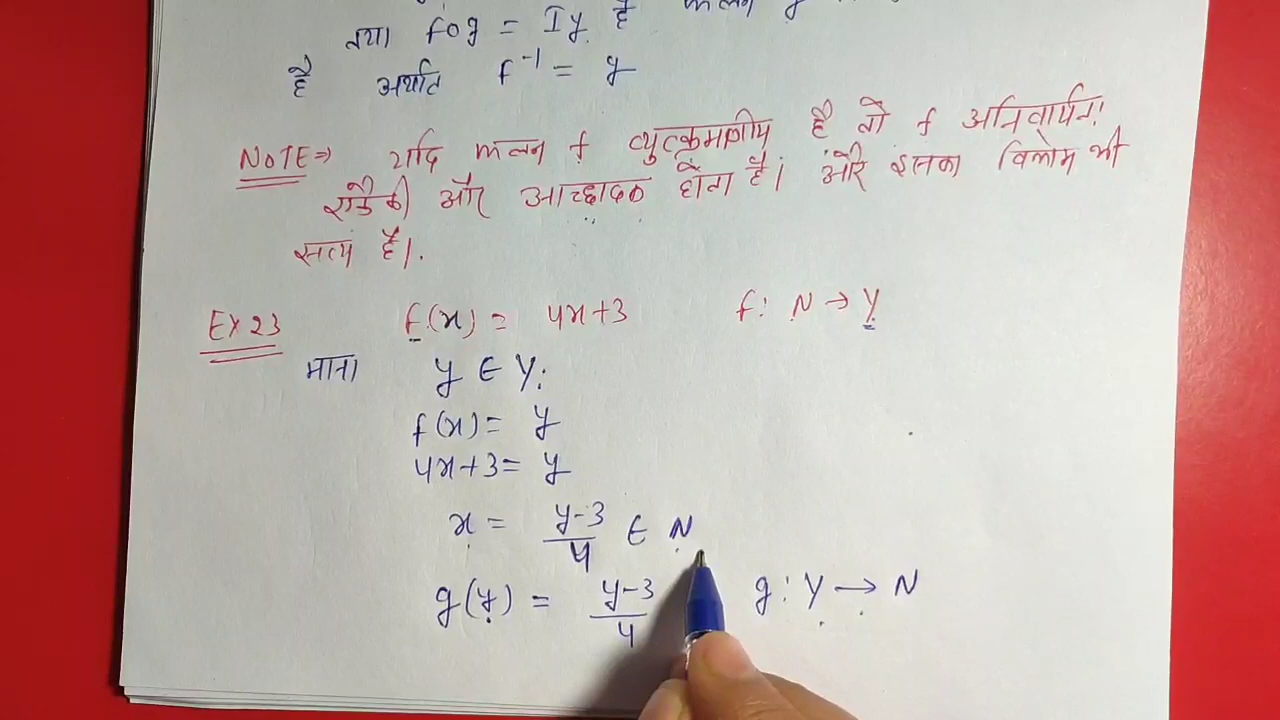 तथा fog = Iy है फलन
है अर्थात f⁻¹ = g
NOTE⇒ यदि फलन f व्युत्क्रमणीय है तो f अनिवार्यतः
एकैकी और आच्छादक होता है। और इसका विलोम भी
सत्य है।
Ex 23 f(x) = 4x+3 f: N → Y
माना y ∈ Y:
f(x) = y
4x+3 = y
x = (y-3)/4 ∈ N
g(y) = (y-3)/4 g: Y → N